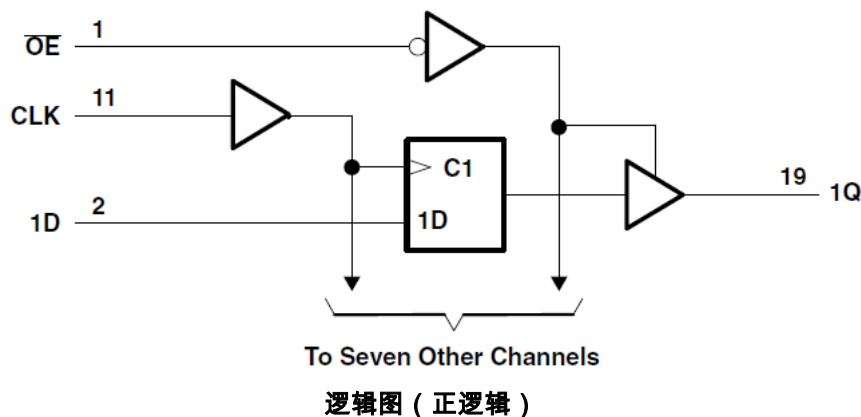 OE 1
CLK 11
C1
1D 2
1D
19 1Q
To Seven Other Channels
逻辑图（正逻辑）